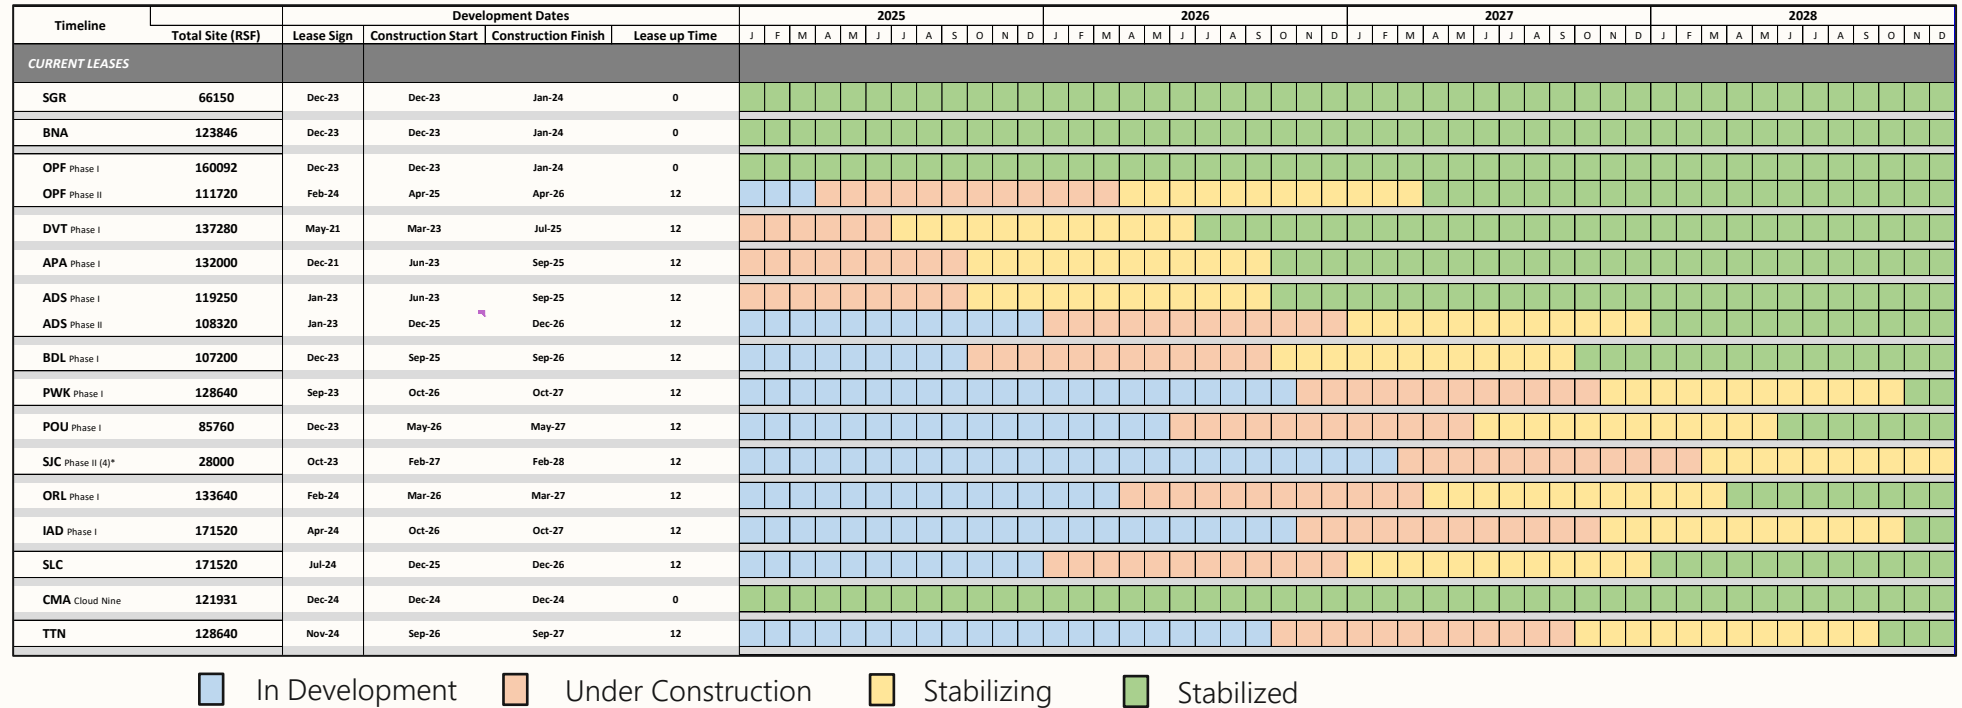 Timeline Development Dates 2025 2026 2027 2028
Total Site (RSF) Lease Sign Construction Start Construction Finish Lease up Time J F M A M J J A S O N D J F M A M J J A S O N D J F M A M J J A S O N D J F M A M J J A S O N D
CURRENT LEASES
SGR 66150 Dec-23 Dec-23 Jan-24 0
BNA 123846 Dec-23 Dec-23 Jan-24 0
OPF Phase I 160092 Dec-23 Dec-23 Jan-24 0
OPF Phase II 111720 Feb-24 Apr-25 Apr-26 12
DVT Phase I 137280 May-21 Mar-23 Jul-25 12
APA Phase I 132000 Dec-21 Jun-23 Sep-25 12
ADS Phase I 119250 Jan-23 Jun-23 Sep-25 12
ADS Phase II 108320 Jan-23 Dec-25 Dec-26 12
BDL Phase I 107200 Dec-23 Sep-25 Sep-26 12
PWK Phase I 128640 Sep-23 Oct-26 Oct-27 12
POU Phase I 85760 Dec-23 May-26 May-27 12
SJC Phase II (4)* 28000 Oct-23 Feb-27 Feb-28 12
ORL Phase I 133640 Feb-24 Mar-26 Mar-27 12
IAD Phase I 171520 Apr-24 Oct-26 Oct-27 12
SLC 171520 Jul-24 Dec-25 Dec-26 12
CMA Cloud Nine 121931 Dec-24 Dec-24 Dec-24 0
TTN 128640 Nov-24 Sep-26 Sep-27 12
In Development Under Construction Stabilizing Stabilized